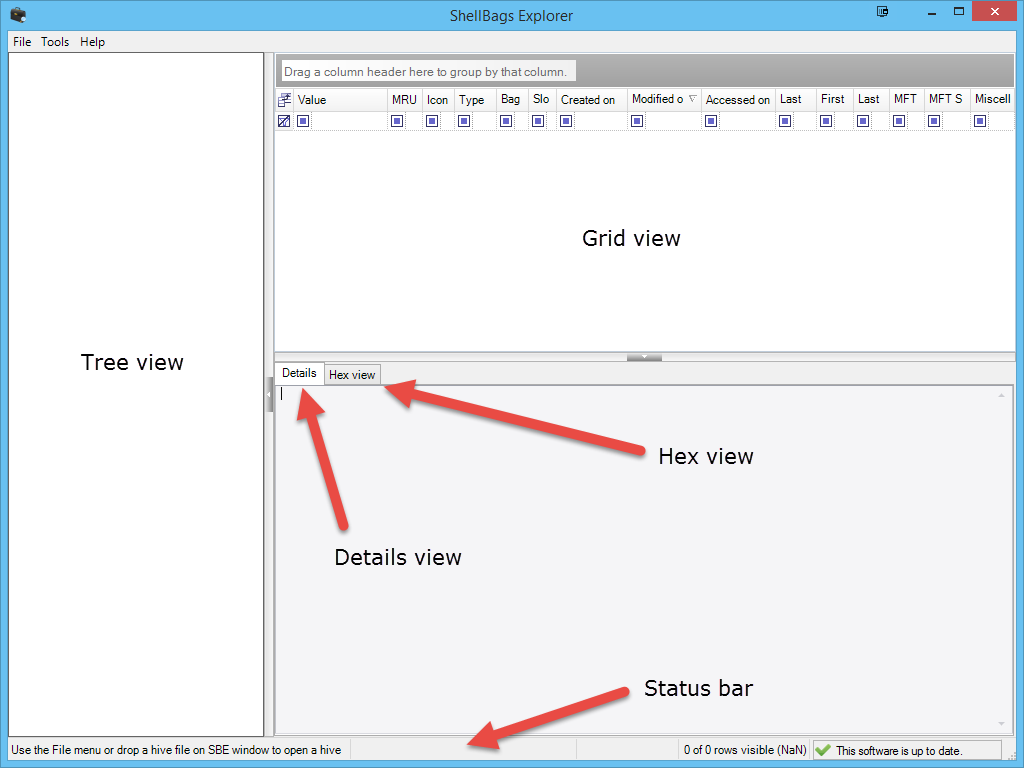 ShellBags Explorer
File Tools Help
Drag a column header here to group by that column.
Value MRU Icon Type Bag Slo Created on Modified o Accessed on Last First Last MFT MFT S Miscell
Grid view
Tree view
Details Hex view
Hex view
Details view
Status bar
Use the File menu or drop a hive file on SBE window to open a hive 0 of 0 rows visible (NaN) This software is up to date.